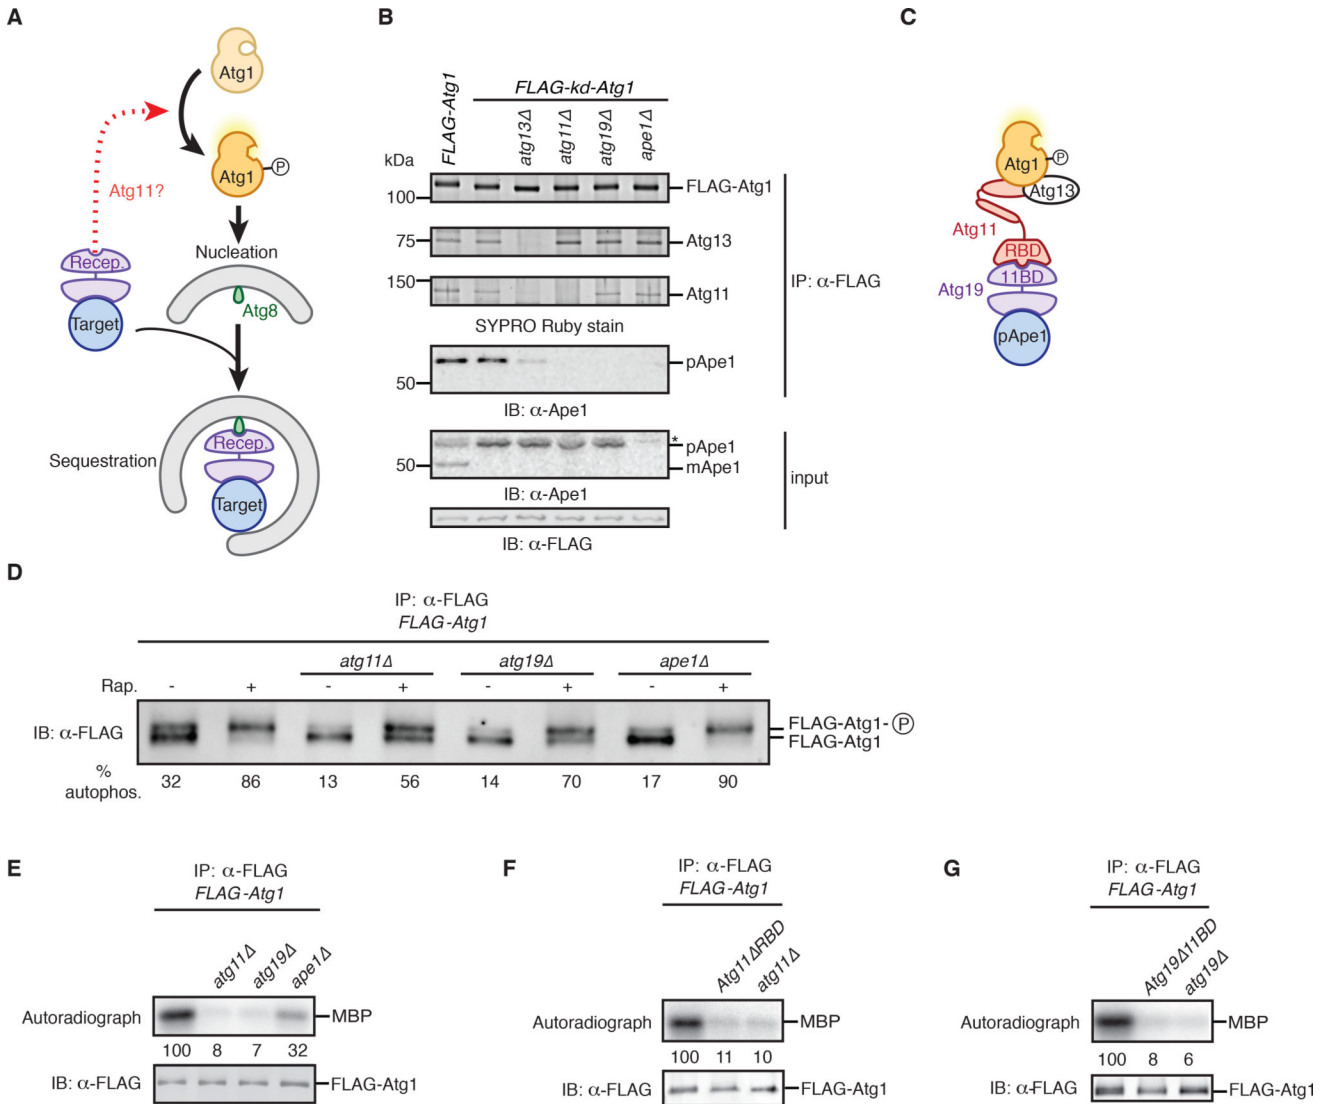 A
Atg1
Atg1
P
Atg11?
Nucleation
Recep.
Target
Atg8
Sequestration
Recep.
Target
B
FLAG-Atg1
FLAG-kd-Atg1
atg13Δ
atg11Δ
atg19Δ
ape1Δ
kDa
100
FLAG-Atg1
75
Atg13
150
Atg11
SYPRO Ruby stain
pApe1
50
IB: α-Ape1
IP: α-FLAG
*
pApe1
50
mApe1
IB: α-Ape1
IB: α-FLAG
input
C
Atg1
P
Atg13
Atg11
RBD
11BD
Atg19
pApe1
D
IP: α-FLAG
FLAG-Atg1
atg11Δ atg19Δ ape1Δ
Rap. - + - + - + - +
IB: α-FLAG
FLAG-Atg1-P
FLAG-Atg1
% autophos. 32 86 13 56 14 70 17 90
E
IP: α-FLAG
FLAG-Atg1
atg11Δ
atg19Δ
ape1Δ
Autoradiograph
MBP
100 8 7 32
IB: α-FLAG
FLAG-Atg1
F
IP: α-FLAG
FLAG-Atg1
Atg11ΔRBD
atg11Δ
Autoradiograph
MBP
100 11 10
IB: α-FLAG
FLAG-Atg1
G
IP: α-FLAG
FLAG-Atg1
Atg19Δ11BD
atg19Δ
Autoradiograph
MBP
100 8 6
IB: α-FLAG
FLAG-Atg1